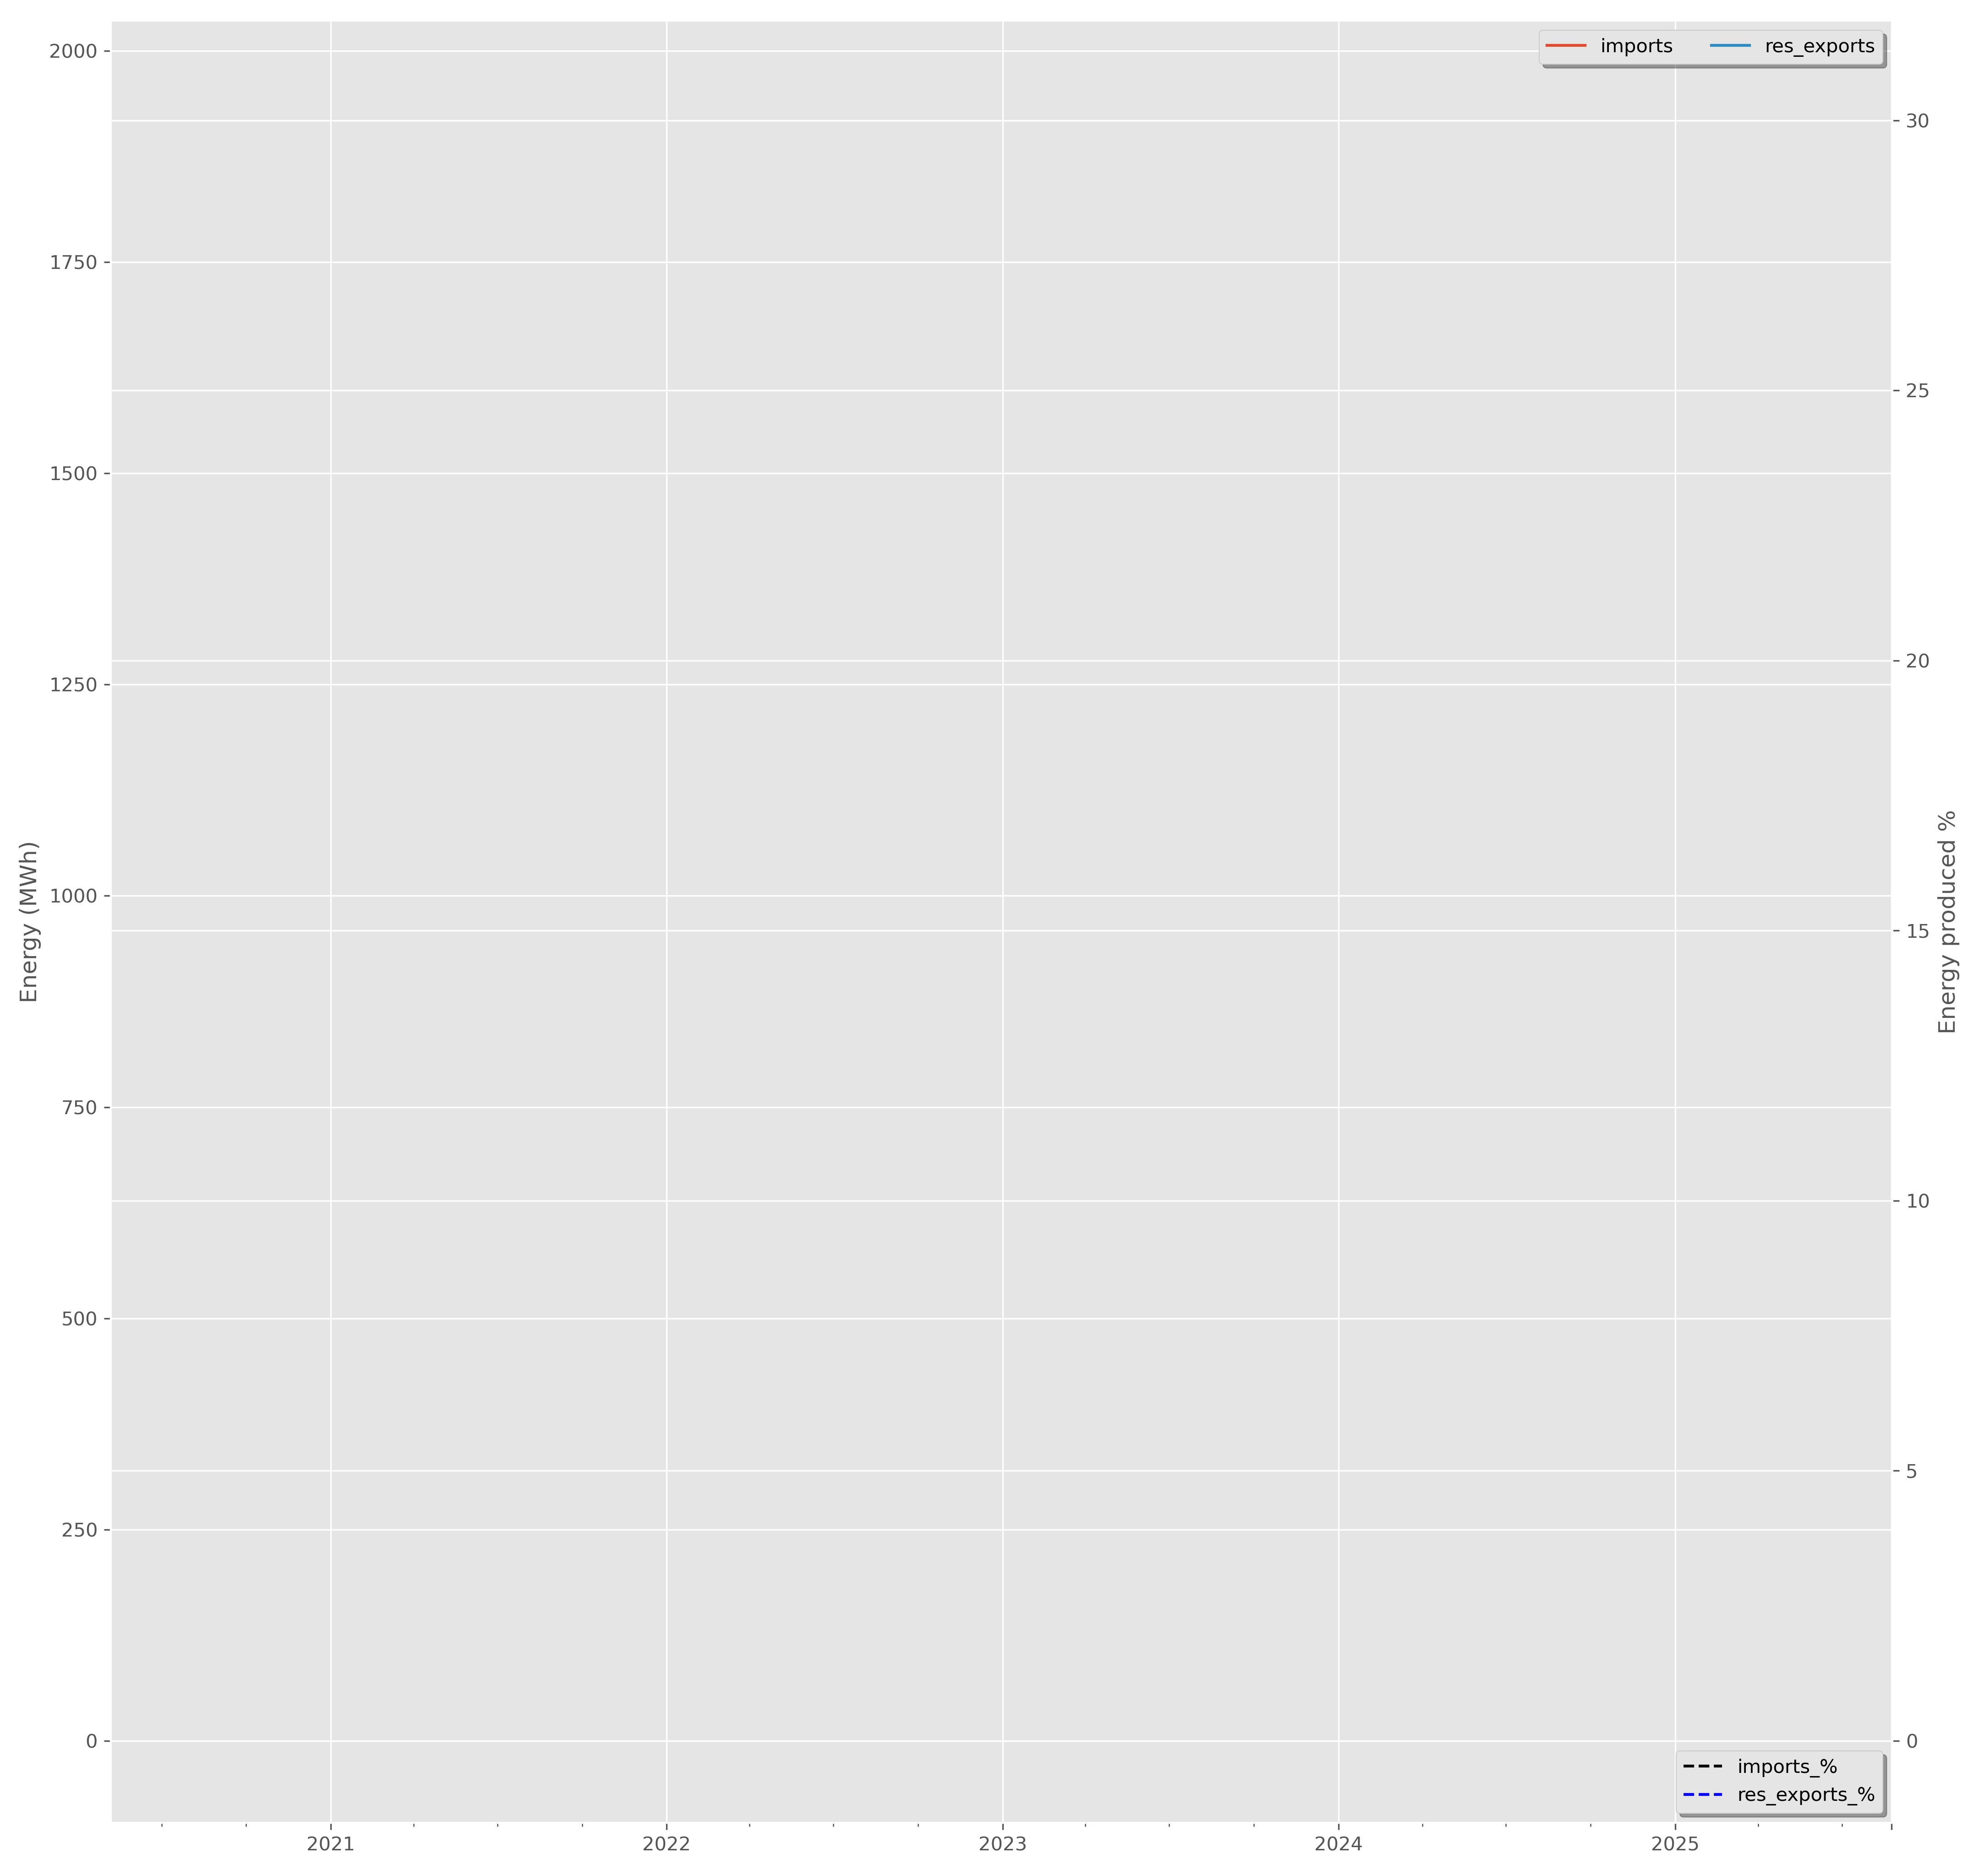 imports res_exports
2000
1750
1500
1250
1000
750
500
250
0
Energy (MWh)
30
25
20
15
10
5
0
Energy produced %
imports_%
res_exports_%
2021 2022 2023 2024 2025